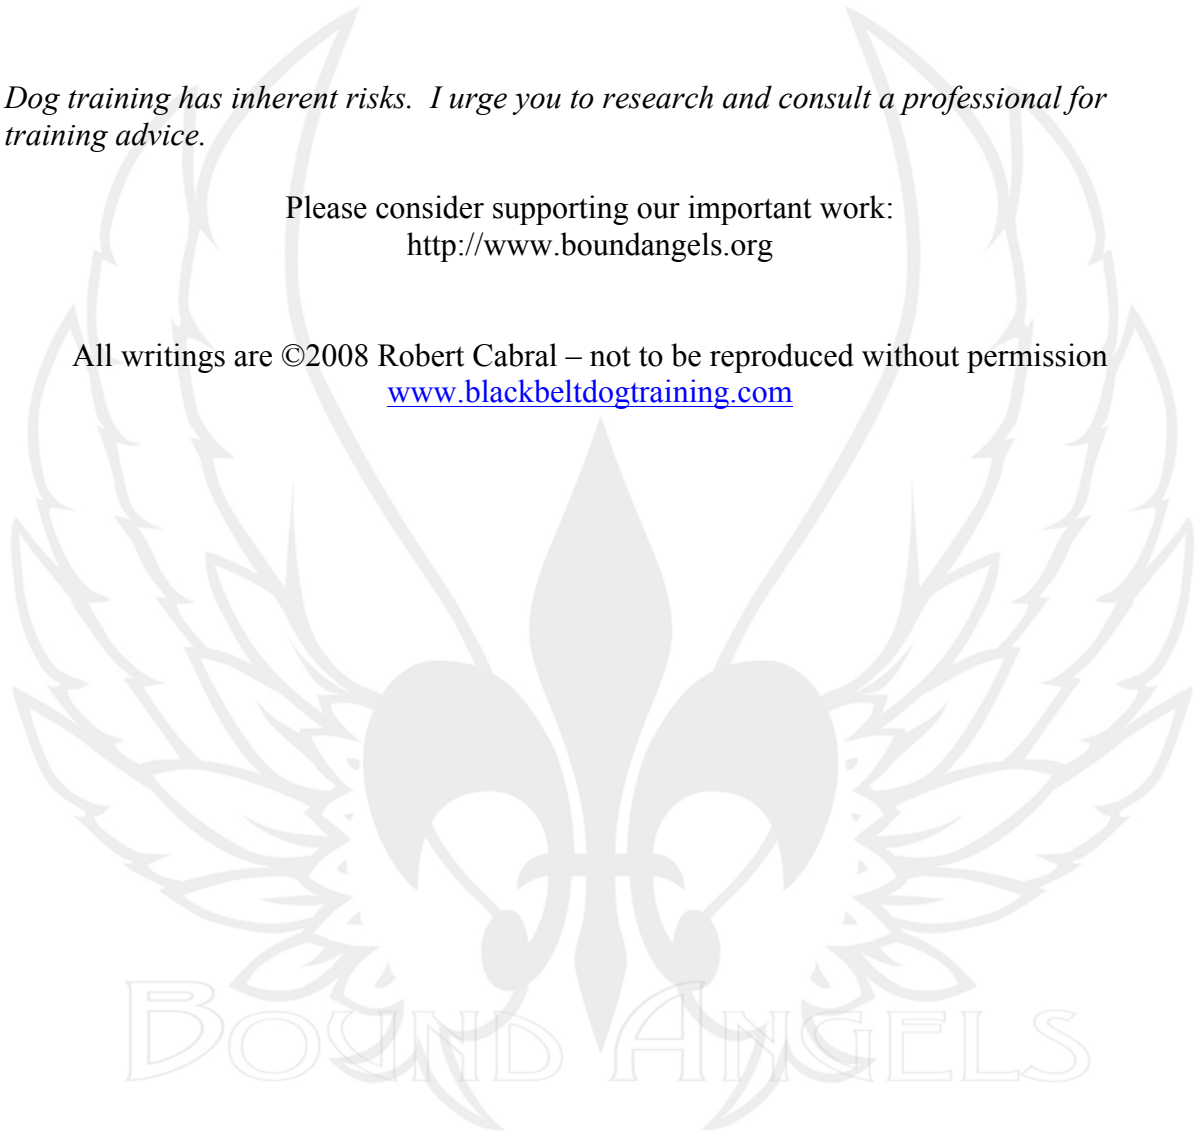 Dog training has inherent risks.  I urge you to research and consult a professional for
training advice.
Please consider supporting our important work:
http://www.boundangels.org
All writings are ©2008 Robert Cabral – not to be reproduced without permission
www.blackbeltdogtraining.com
BOUND ANGELS